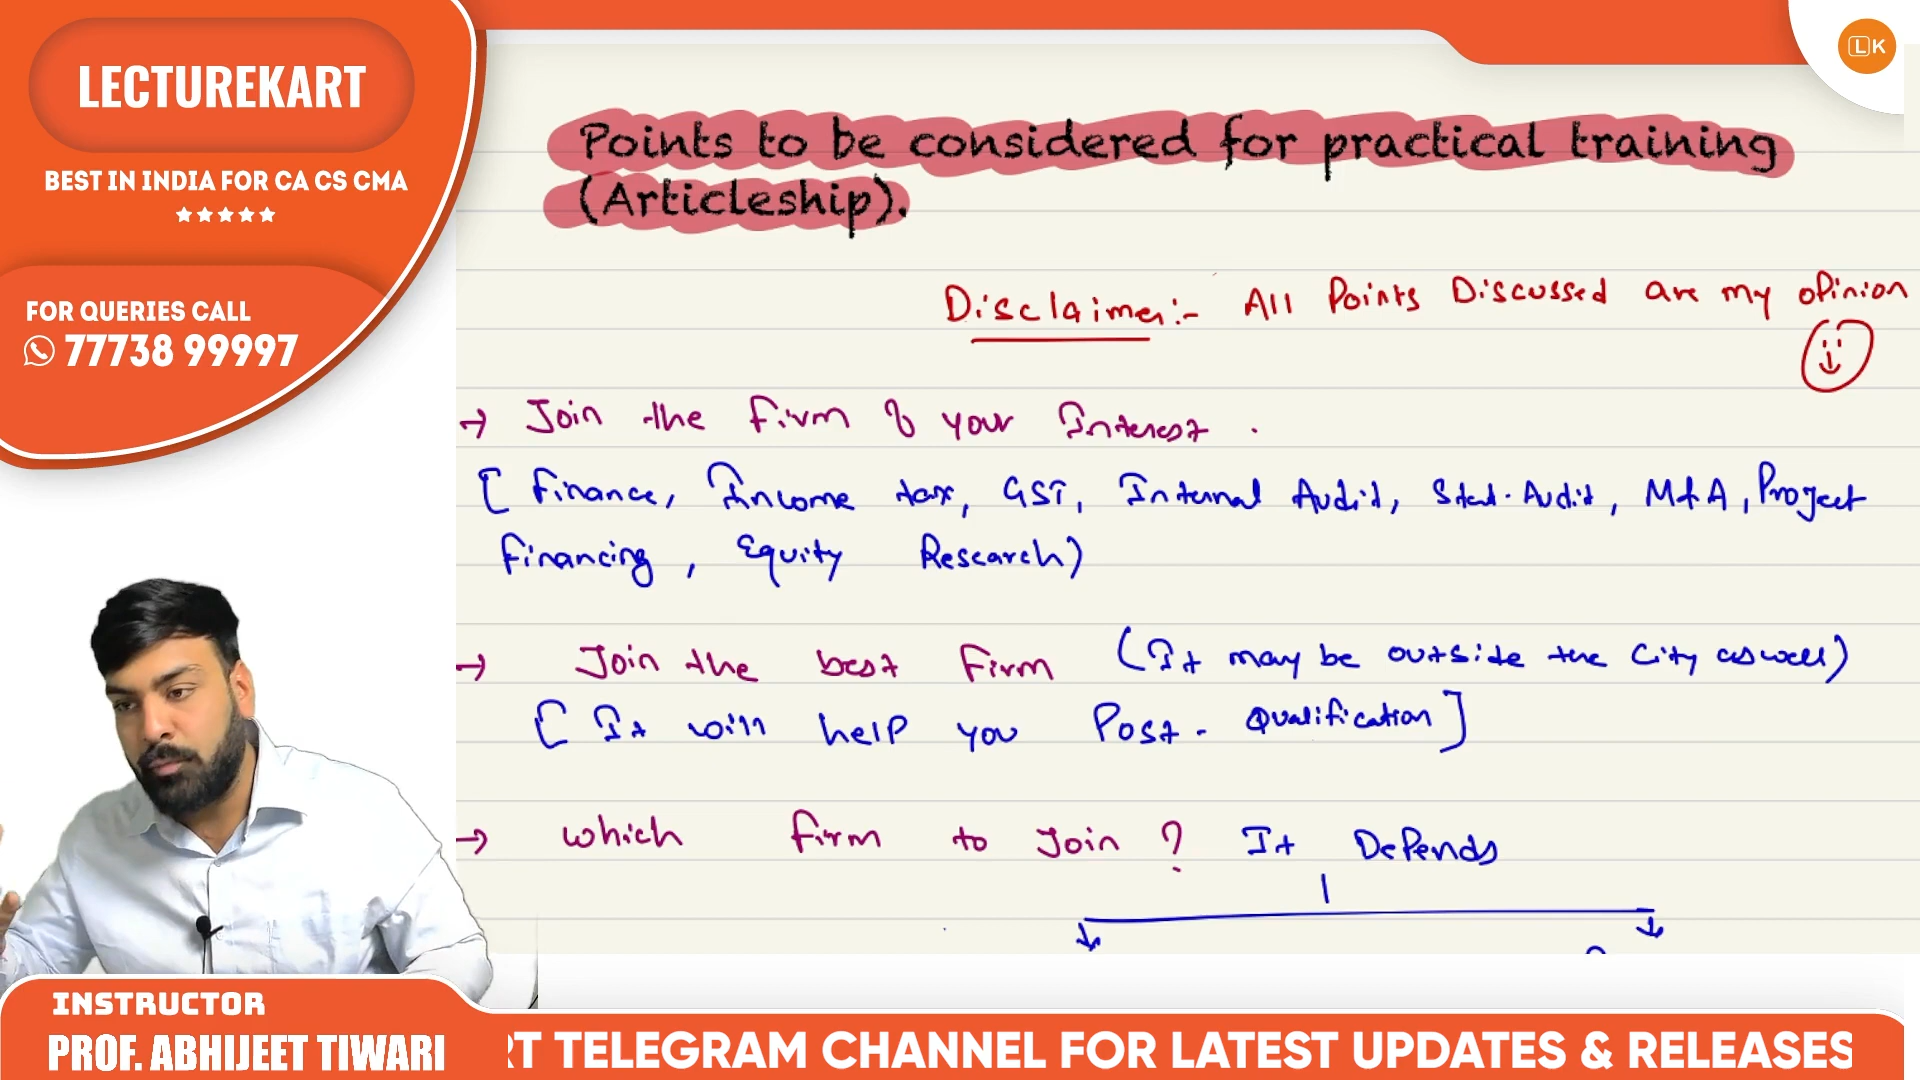 LECTUREKART
BEST IN INDIA FOR CA CS CMA
FOR QUERIES CALL
77738 99997
LK
Points to be considered for practical training
(Articleship).
Disclaimer:- All Points Discussed are my opinion
→ Join the Firm of your Interest.
[Finance, Income tax, GST, Internal Audit, Stat. Audit, M&A, Project
Financing, Equity Research)
→ Join the best Firm (It may be outside the City aswell)
[It will help you Post-Qualification]
→ which firm to Join? It Depends
INSTRUCTOR
PROF. ABHIJEET TIWARI
RT TELEGRAM CHANNEL FOR LATEST UPDATES & RELEASES